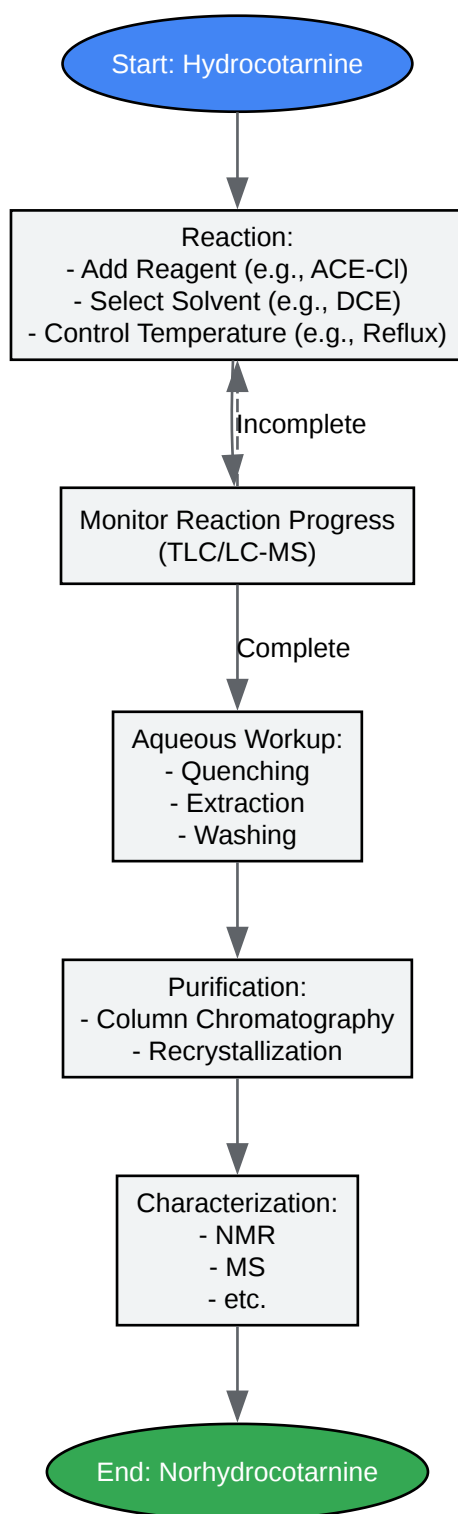 Start: Hydrocotarnine
Reaction:
- Add Reagent (e.g., ACE-Cl)
- Select Solvent (e.g., DCE)
- Control Temperature (e.g., Reflux)
Incomplete
Monitor Reaction Progress
(TLC/LC-MS)
Complete
Aqueous Workup:
- Quenching
- Extraction
- Washing
Purification:
- Column Chromatography
- Recrystallization
Characterization:
- NMR
- MS
- etc.
End: Norhydrocotarnine